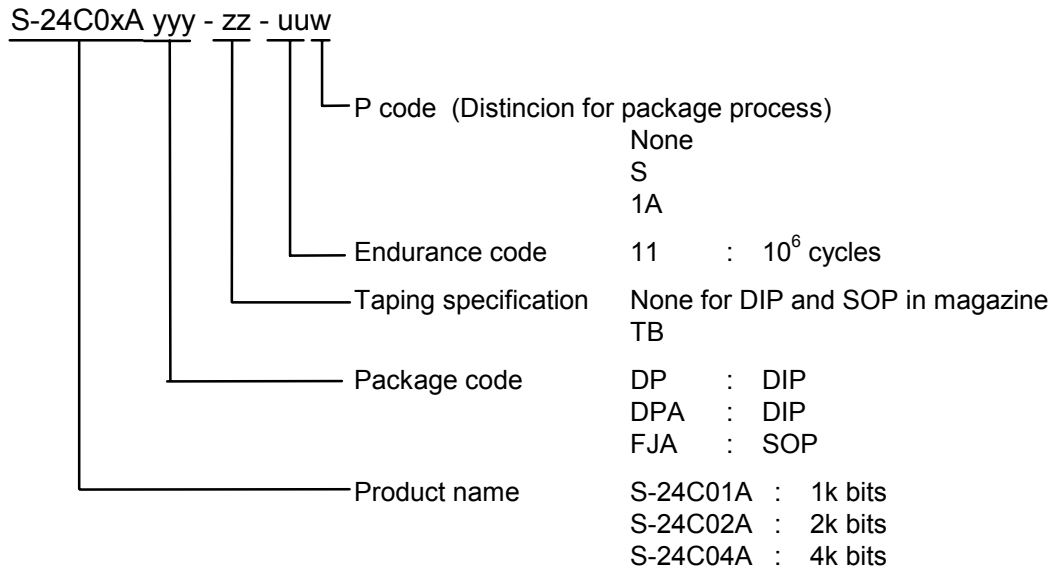 S-24C0xA yyy - zz - uuw
P code (Distincion for package process)
None
S
1A
Endurance code 11 : 10⁶ cycles
Taping specification None for DIP and SOP in magazine
TB
Package code DP : DIP
DPA : DIP
FJA : SOP
Product name S-24C01A : 1k bits
S-24C02A : 2k bits
S-24C04A : 4k bits